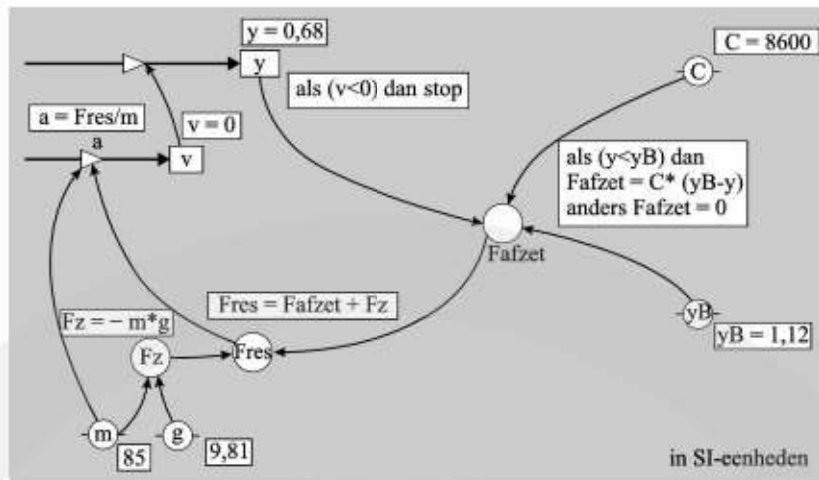 y = 0,68
y
als (v<0) dan stop
C = 8600
C
a = Fres/m
a
v = 0
v
als (y<yB) dan
Fafzet = C* (yB-y)
anders Fafzet = 0
Fafzet
Fres = Fafzet + Fz
Fz = − m*g
Fz
Fres
yB
yB = 1,12
m
85
g
9,81
in SI-eenheden